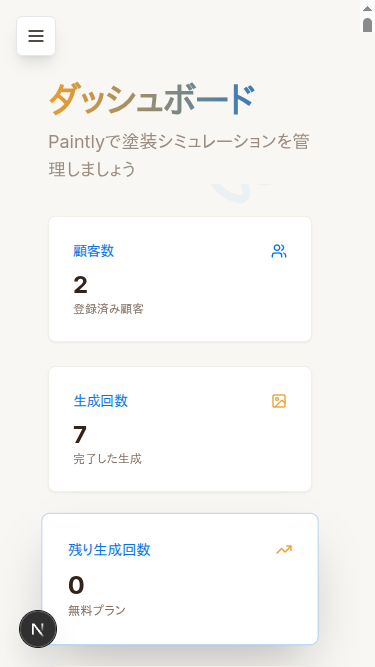 ダッシュボード
Paintlyで塗装シミュレーションを管
理しましょう
顧客数
2
登録済み顧客
生成回数
7
完了した生成
残り生成回数
0
無料プラン
N